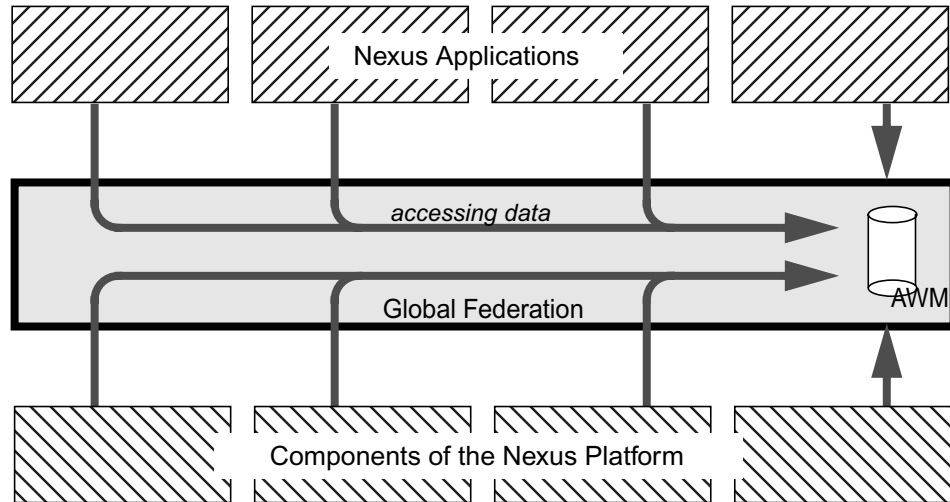 Nexus Applications
accessing data
AWM
Global Federation
Components of the Nexus Platform